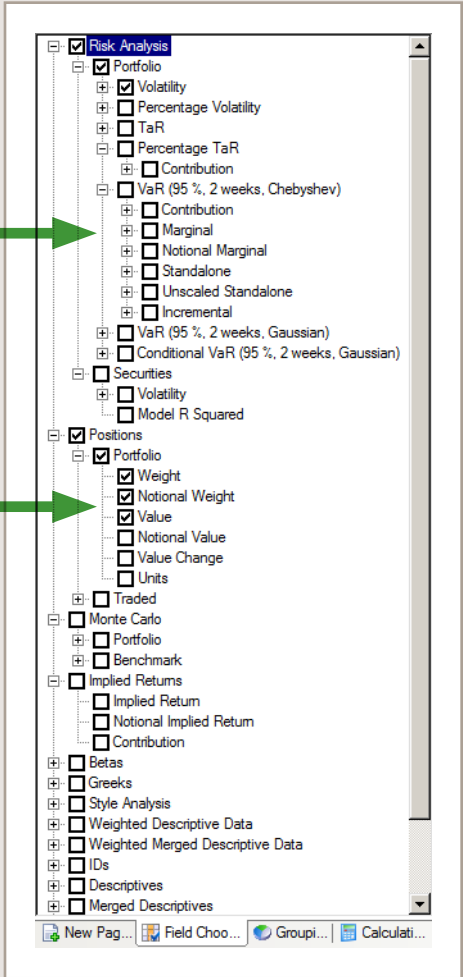 Risk Analysis
Portfolio
Volatility
Percentage Volatility
TaR
Percentage TaR
Contribution
VaR (95 %, 2 weeks, Chebyshev)
Contribution
Marginal
Notional Marginal
Standalone
Unscaled Standalone
Incremental
VaR (95 %, 2 weeks, Gaussian)
Conditional VaR (95 %, 2 weeks, Gaussian)
Securities
Volatility
Model R Squared
Positions
Portfolio
Weight
Notional Weight
Value
Notional Value
Value Change
Units
Traded
Monte Carlo
Portfolio
Benchmark
Implied Returns
Implied Return
Notional Implied Return
Contribution
Betas
Greeks
Style Analysis
Weighted Descriptive Data
Weighted Merged Descriptive Data
IDs
Descriptives
Merged Descriptives
New Pag... Field Choo... Groupi... Calculati...